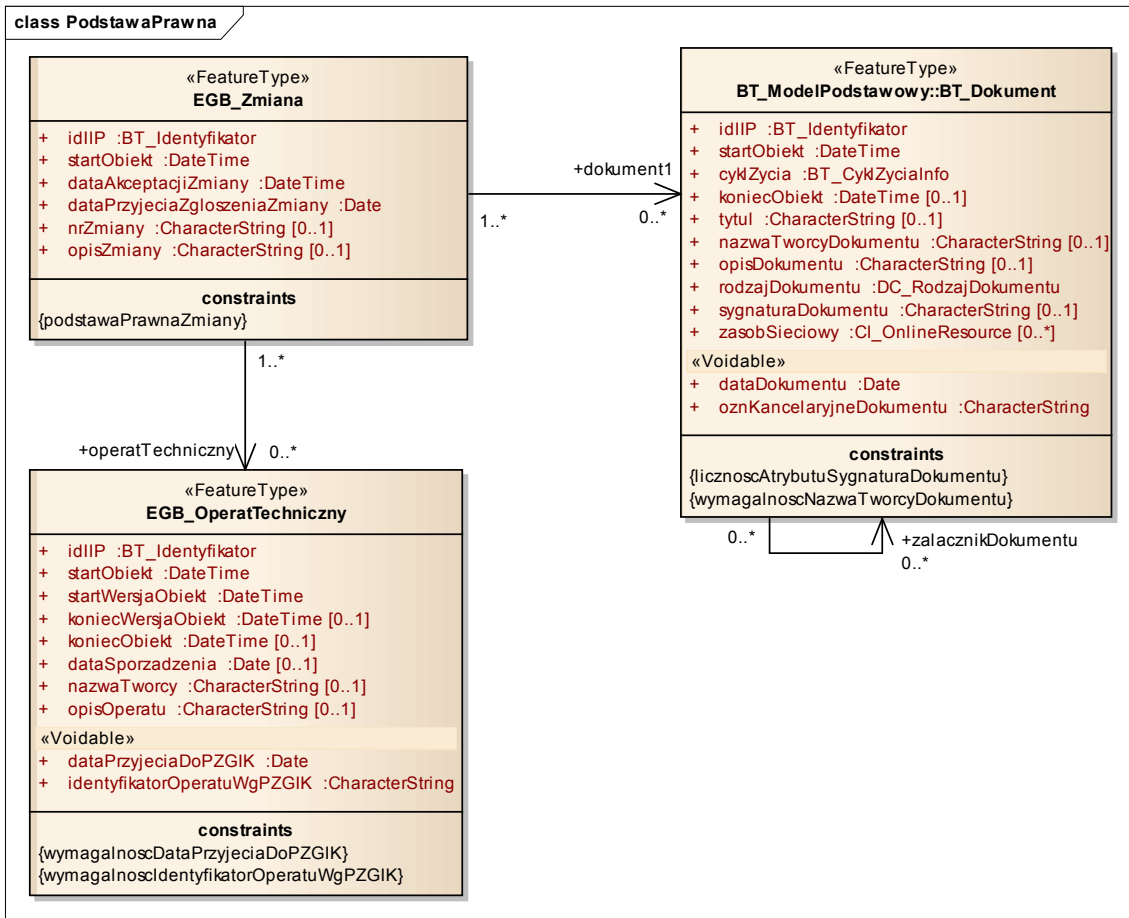 class PodstawaPrawna
«FeatureType»
EGB_Zmiana
+ idIIP :BT_Identyfikator
+ startObiekt :DateTime
+ dataAkceptacjiZmiany :DateTime
+ dataPrzyjeciaZgloszeniaZmiany :Date
+ nrZmiany :CharacterString [0..1]
+ opisZmiany :CharacterString [0..1]
constraints
{podstawaPrawnaZmiany}
+dokument1
1..*
0..*
«FeatureType»
BT_ModelPodstawowy::BT_Dokument
+ idIIP :BT_Identyfikator
+ startObiekt :DateTime
+ cyklZycia :BT_CyklZyciaInfo
+ koniecObiekt :DateTime [0..1]
+ tytul :CharacterString [0..1]
+ nazwaTworcyDokumentu :CharacterString [0..1]
+ opisDokumentu :CharacterString [0..1]
+ rodzajDokumentu :DC_RodzajDokumentu
+ sygnaturaDokumentu :CharacterString [0..1]
+ zasobSieciowy :CI_OnlineResource [0..*]
«Voidable»
+ dataDokumentu :Date
+ oznKancelaryjneDokumentu :CharacterString
constraints
{licznoscAtrybutuSygnaturaDokumentu}
{wymagalnoscNazwaTworcyDokumentu}
0..*
+zalacznikDokumentu
0..*
1..*
+operatTechniczny
0..*
«FeatureType»
EGB_OperatTechniczny
+ idIIP :BT_Identyfikator
+ startObiekt :DateTime
+ startWersjaObiekt :DateTime
+ koniecWersjaObiekt :DateTime [0..1]
+ koniecObiekt :DateTime [0..1]
+ dataSporzadzenia :Date [0..1]
+ nazwaTworcy :CharacterString [0..1]
+ opisOperatu :CharacterString [0..1]
«Voidable»
+ dataPrzyjeciaDoPZGIK :Date
+ identyfikatorOperatuWgPZGIK :CharacterString
constraints
{wymagalnoscDataPrzyjeciaDoPZGIK}
{wymagalnoscIdentyfikatorOperatuWgPZGIK}